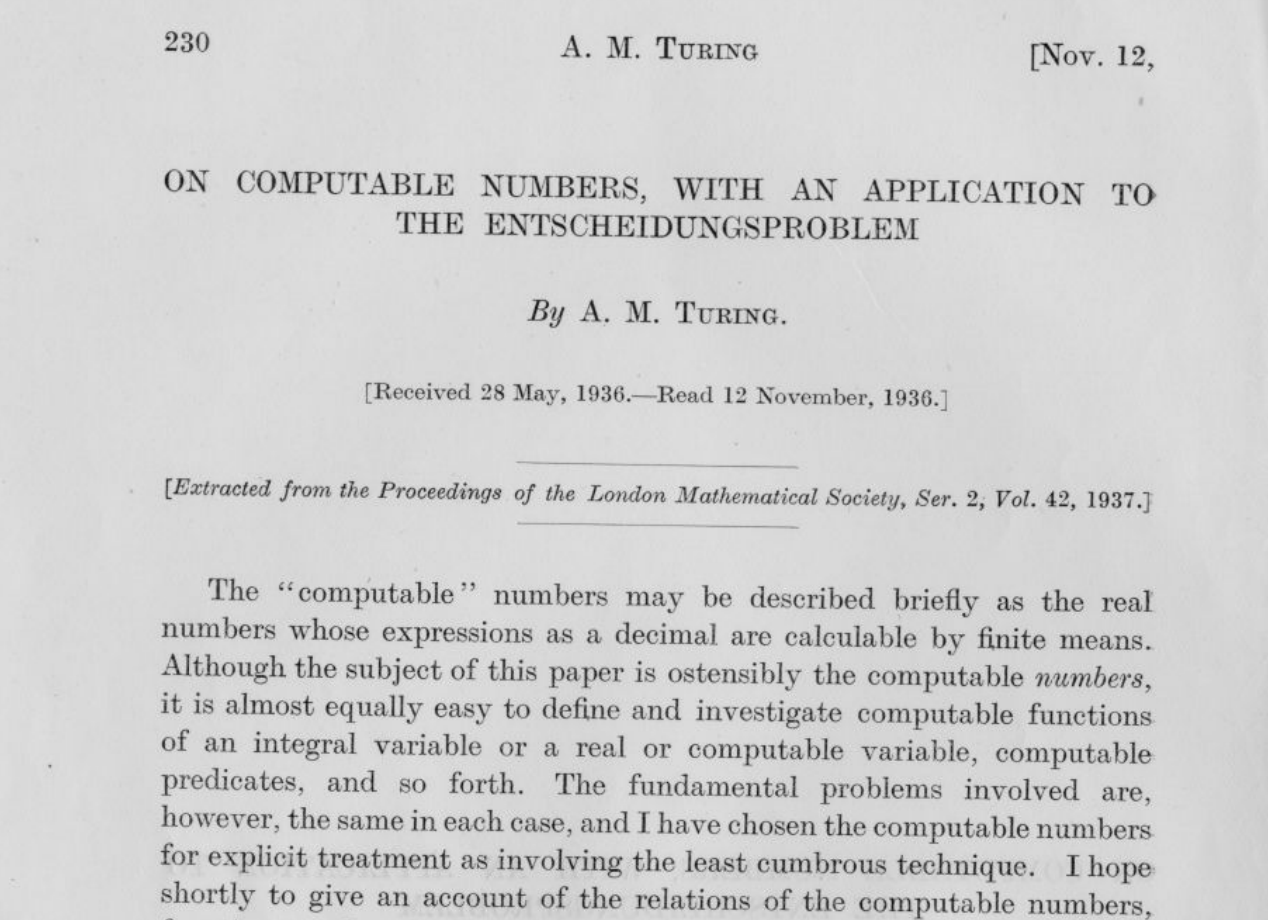 230 A. M. TURING [Nov. 12,
ON COMPUTABLE NUMBERS, WITH AN APPLICATION TO
THE ENTSCHEIDUNGSPROBLEM
By A. M. TURING.
[Received 28 May, 1936.—Read 12 November, 1936.]
[Extracted from the Proceedings of the London Mathematical Society, Ser. 2, Vol. 42, 1937.]
The “computable” numbers may be described briefly as the real
numbers whose expressions as a decimal are calculable by finite means.
Although the subject of this paper is ostensibly the computable numbers,
it is almost equally easy to define and investigate computable functions
of an integral variable or a real or computable variable, computable
predicates, and so forth. The fundamental problems involved are,
however, the same in each case, and I have chosen the computable numbers
for explicit treatment as involving the least cumbrous technique. I hope
shortly to give an account of the relations of the computable numbers,